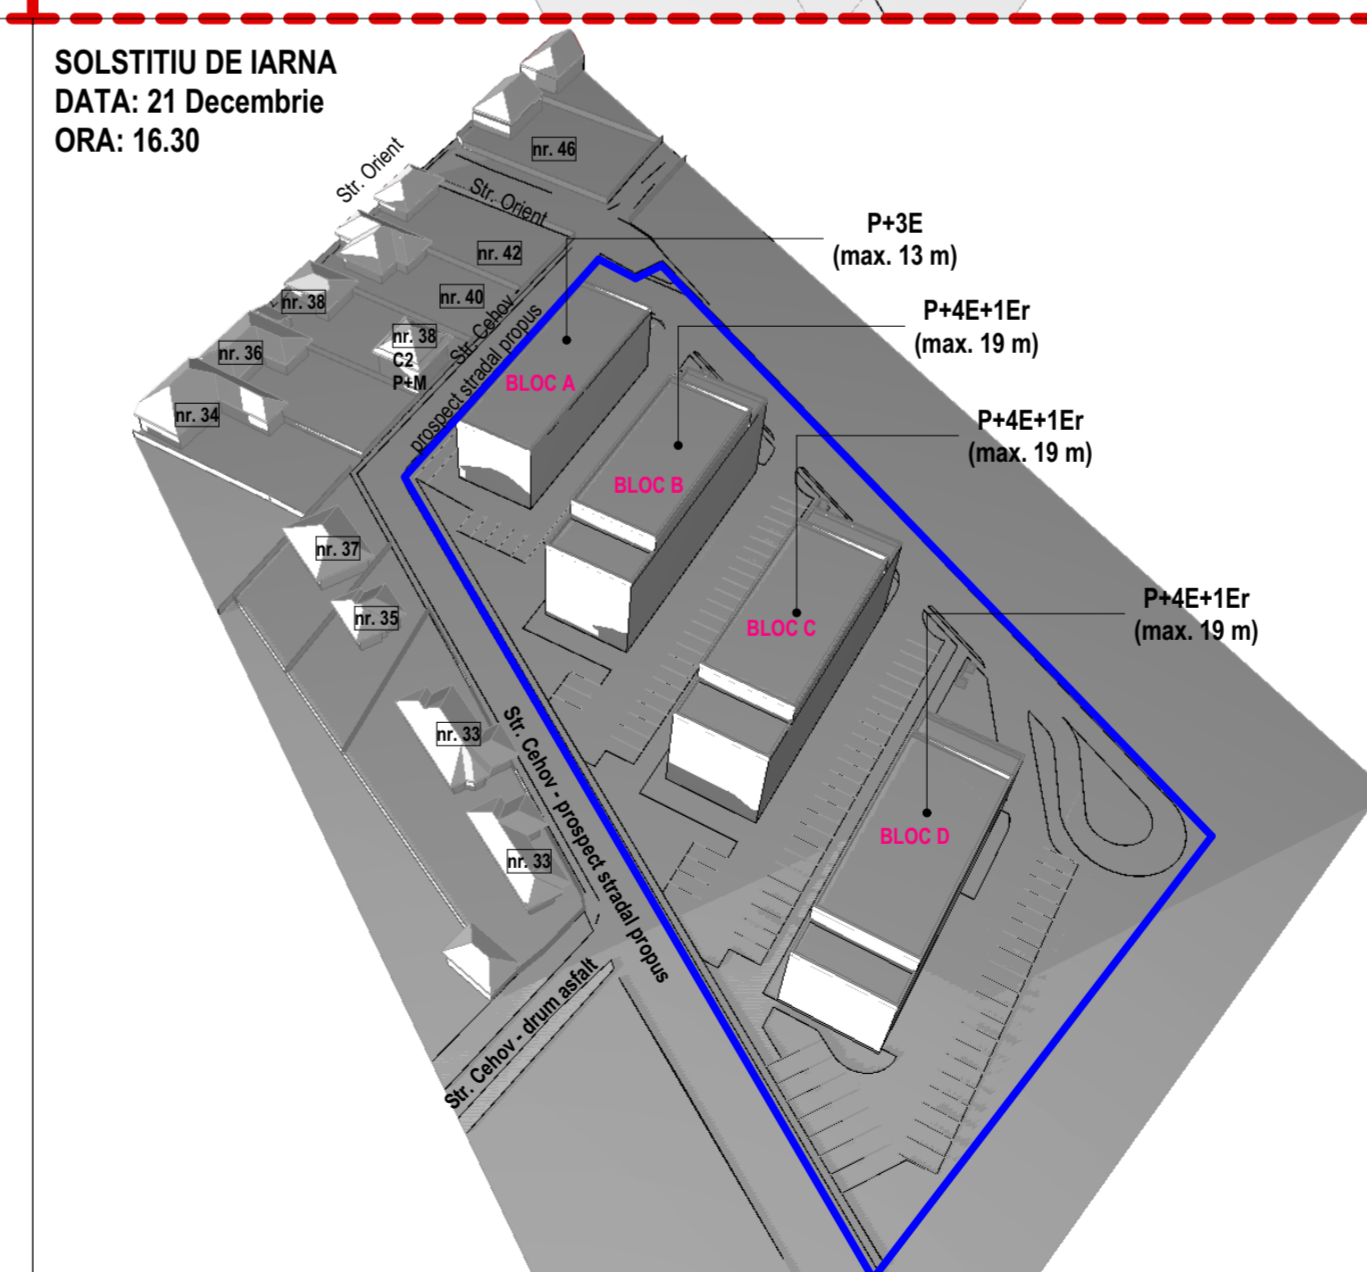 SOLSTITIU DE IARNA
DATA: 21 Decembrie
ORA: 16.30
Str. Orient
nr. 46
Str. Orient
nr. 42
nr. 40
nr. 38
nr. 38
C2
P+M
nr. 36
nr. 34
Str. Cehov -
prospect stradal propus
P+3E
(max. 13 m)
P+4E+1Er
(max. 19 m)
P+4E+1Er
(max. 19 m)
P+4E+1Er
(max. 19 m)
BLOC A
BLOC B
BLOC C
BLOC D
nr. 37
nr. 35
nr. 33
nr. 33
Str. Cehov - prospect stradal propus
Str. Cehov - drum asfalt